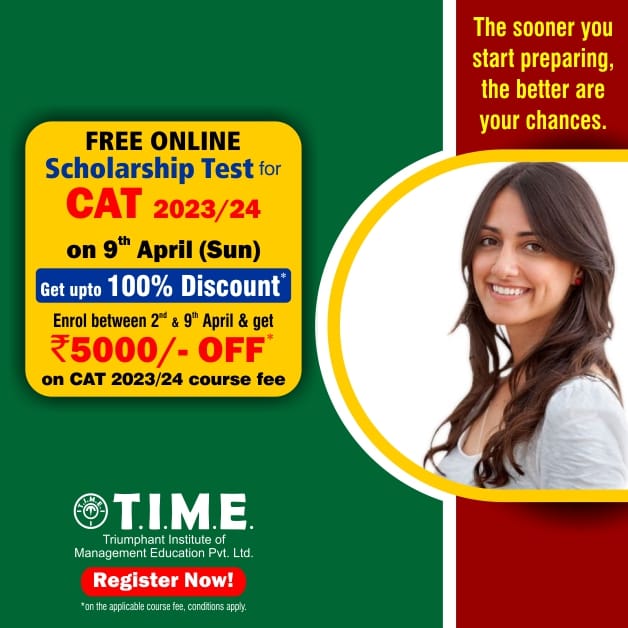 The sooner you
start preparing,
the better are
your chances.
FREE ONLINE
Scholarship Test for
CAT 2023/24
on 9th April (Sun)
Get upto 100% Discount*
Enrol between 2nd & 9th April & get
₹5000/- OFF*
on CAT 2023/24 course fee
T.I.M.E.
T.I.M.E.
Triumphant Institute of
Management Education Pvt. Ltd.
Register Now!
*on the applicable course fee, conditions apply.